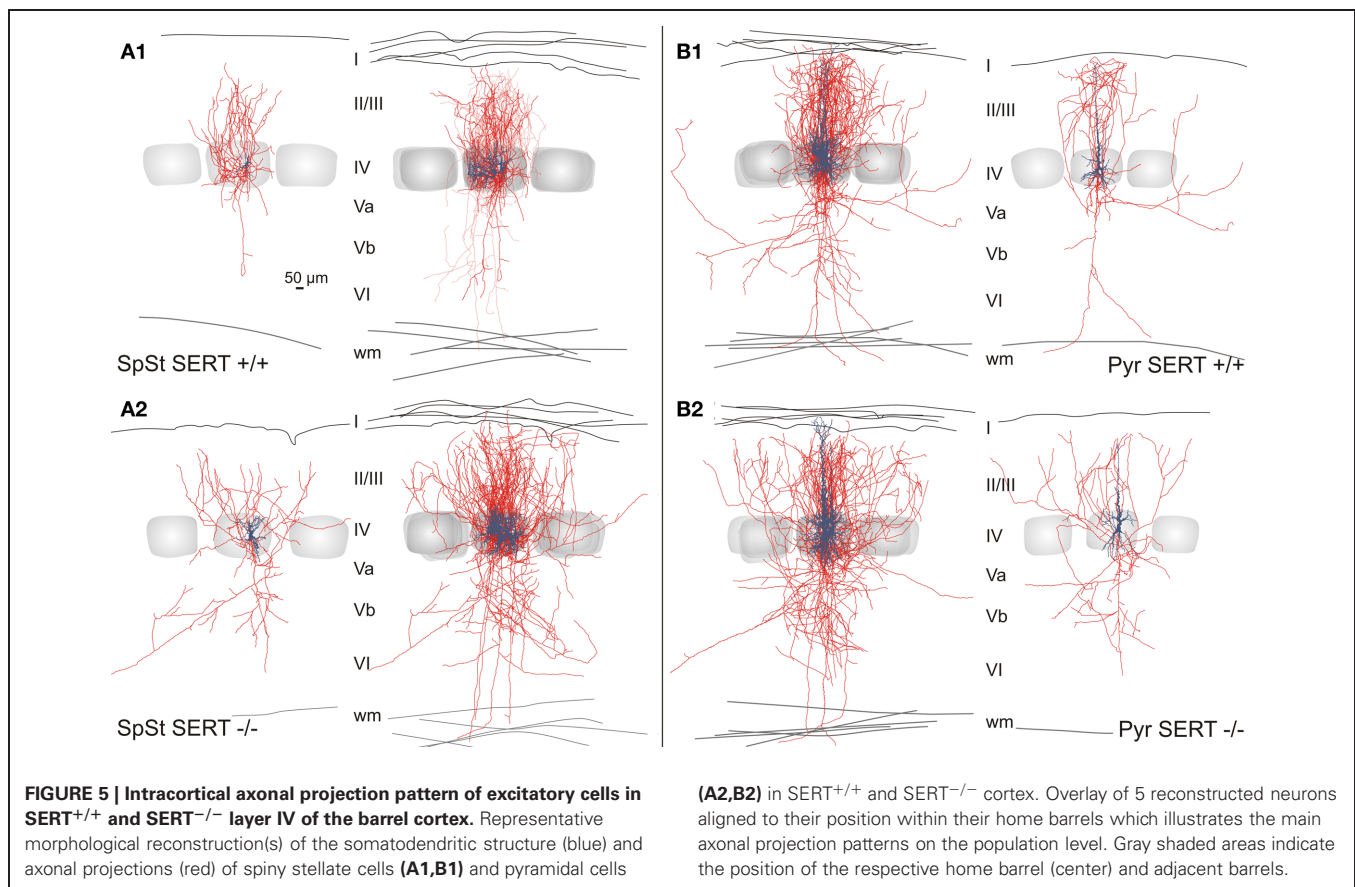 A1
B1
I
I
II/III
II/III
IV
IV
Va
Va
Vb
Vb
50 µm
VI
VI
wm
wm
SpSt SERT +/+
Pyr SERT +/+
A2
B2
I
I
II/III
II/III
IV
IV
Va
Va
Vb
Vb
VI
VI
wm
wm
SpSt SERT -/-
Pyr SERT -/-
FIGURE 5 | Intracortical axonal projection pattern of excitatory cells in
SERT+/+ and SERT−/− layer IV of the barrel cortex. Representative
morphological reconstruction(s) of the somatodendritic structure (blue) and
axonal projections (red) of spiny stellate cells (A1,B1) and pyramidal cells
(A2,B2) in SERT+/+ and SERT−/− cortex. Overlay of 5 reconstructed neurons
aligned to their position within their home barrels which illustrates the main
axonal projection patterns on the population level. Gray shaded areas indicate
the position of the respective home barrel (center) and adjacent barrels.